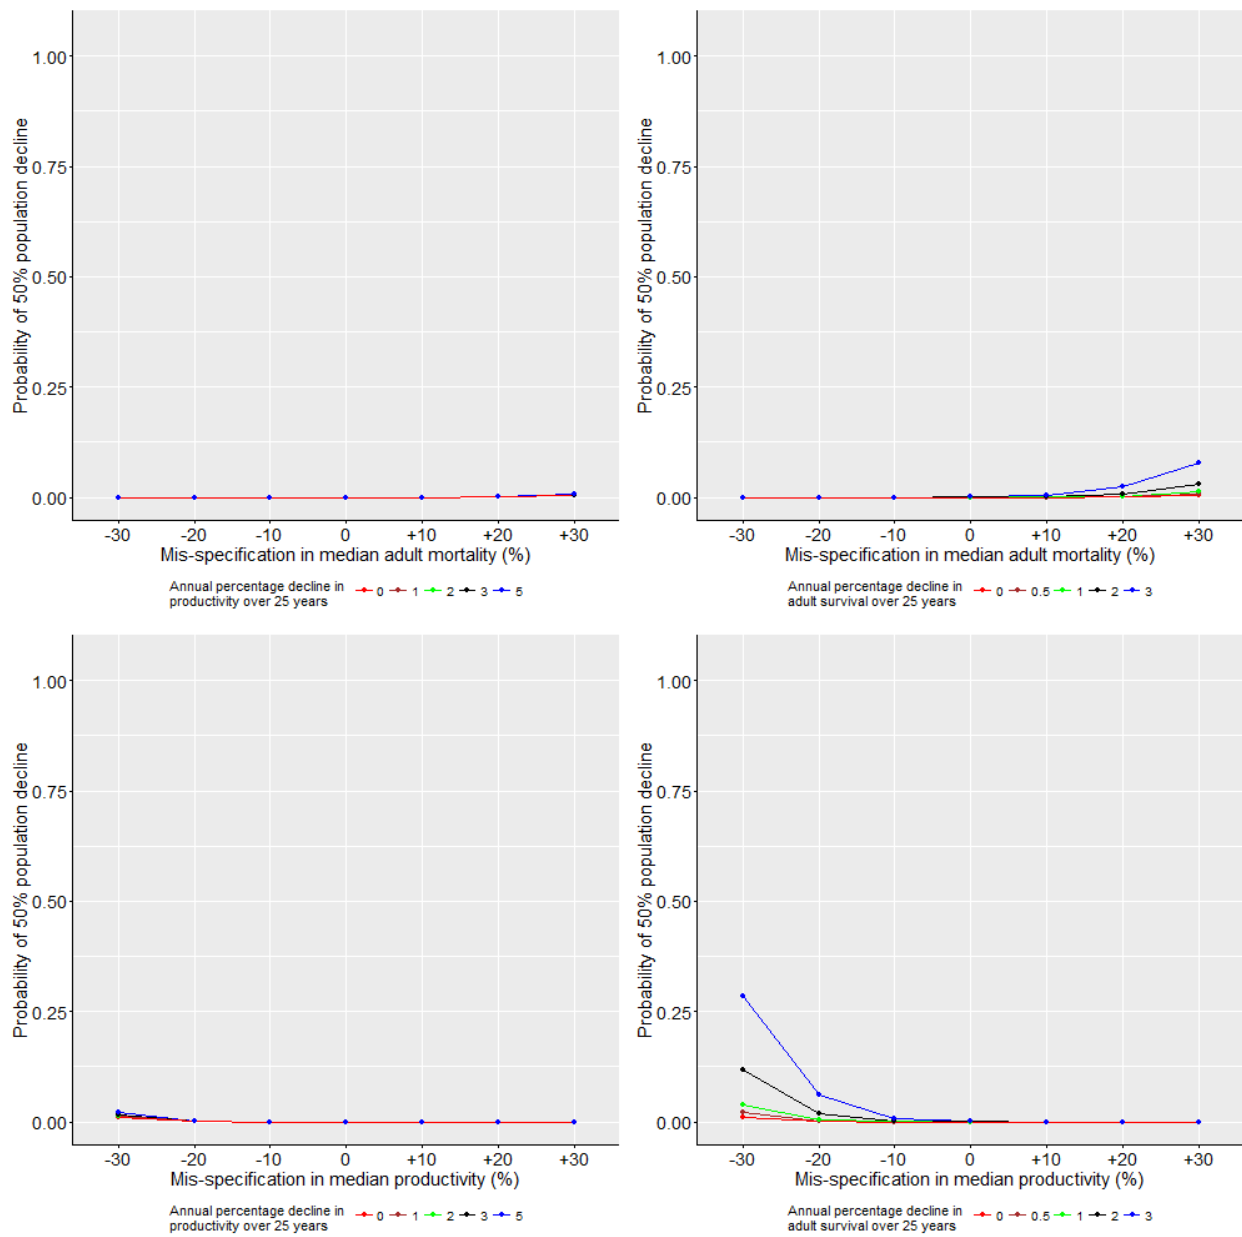 Probability of 50% population decline
1.00
0.75
0.50
0.25
0.00
-30 -20 -10 0 +10 +20 +30
Mis-specification in median adult mortality (%)
Annual percentage decline in
productivity over 25 years
0 1 2 3 5
Probability of 50% population decline
1.00
0.75
0.50
0.25
0.00
-30 -20 -10 0 +10 +20 +30
Mis-specification in median adult mortality (%)
Annual percentage decline in
adult survival over 25 years
0 0.5 1 2 3
Probability of 50% population decline
1.00
0.75
0.50
0.25
0.00
-30 -20 -10 0 +10 +20 +30
Mis-specification in median productivity (%)
Annual percentage decline in
productivity over 25 years
0 1 2 3 5
Probability of 50% population decline
1.00
0.75
0.50
0.25
0.00
-30 -20 -10 0 +10 +20 +30
Mis-specification in median productivity (%)
Annual percentage decline in
adult survival over 25 years
0 0.5 1 2 3